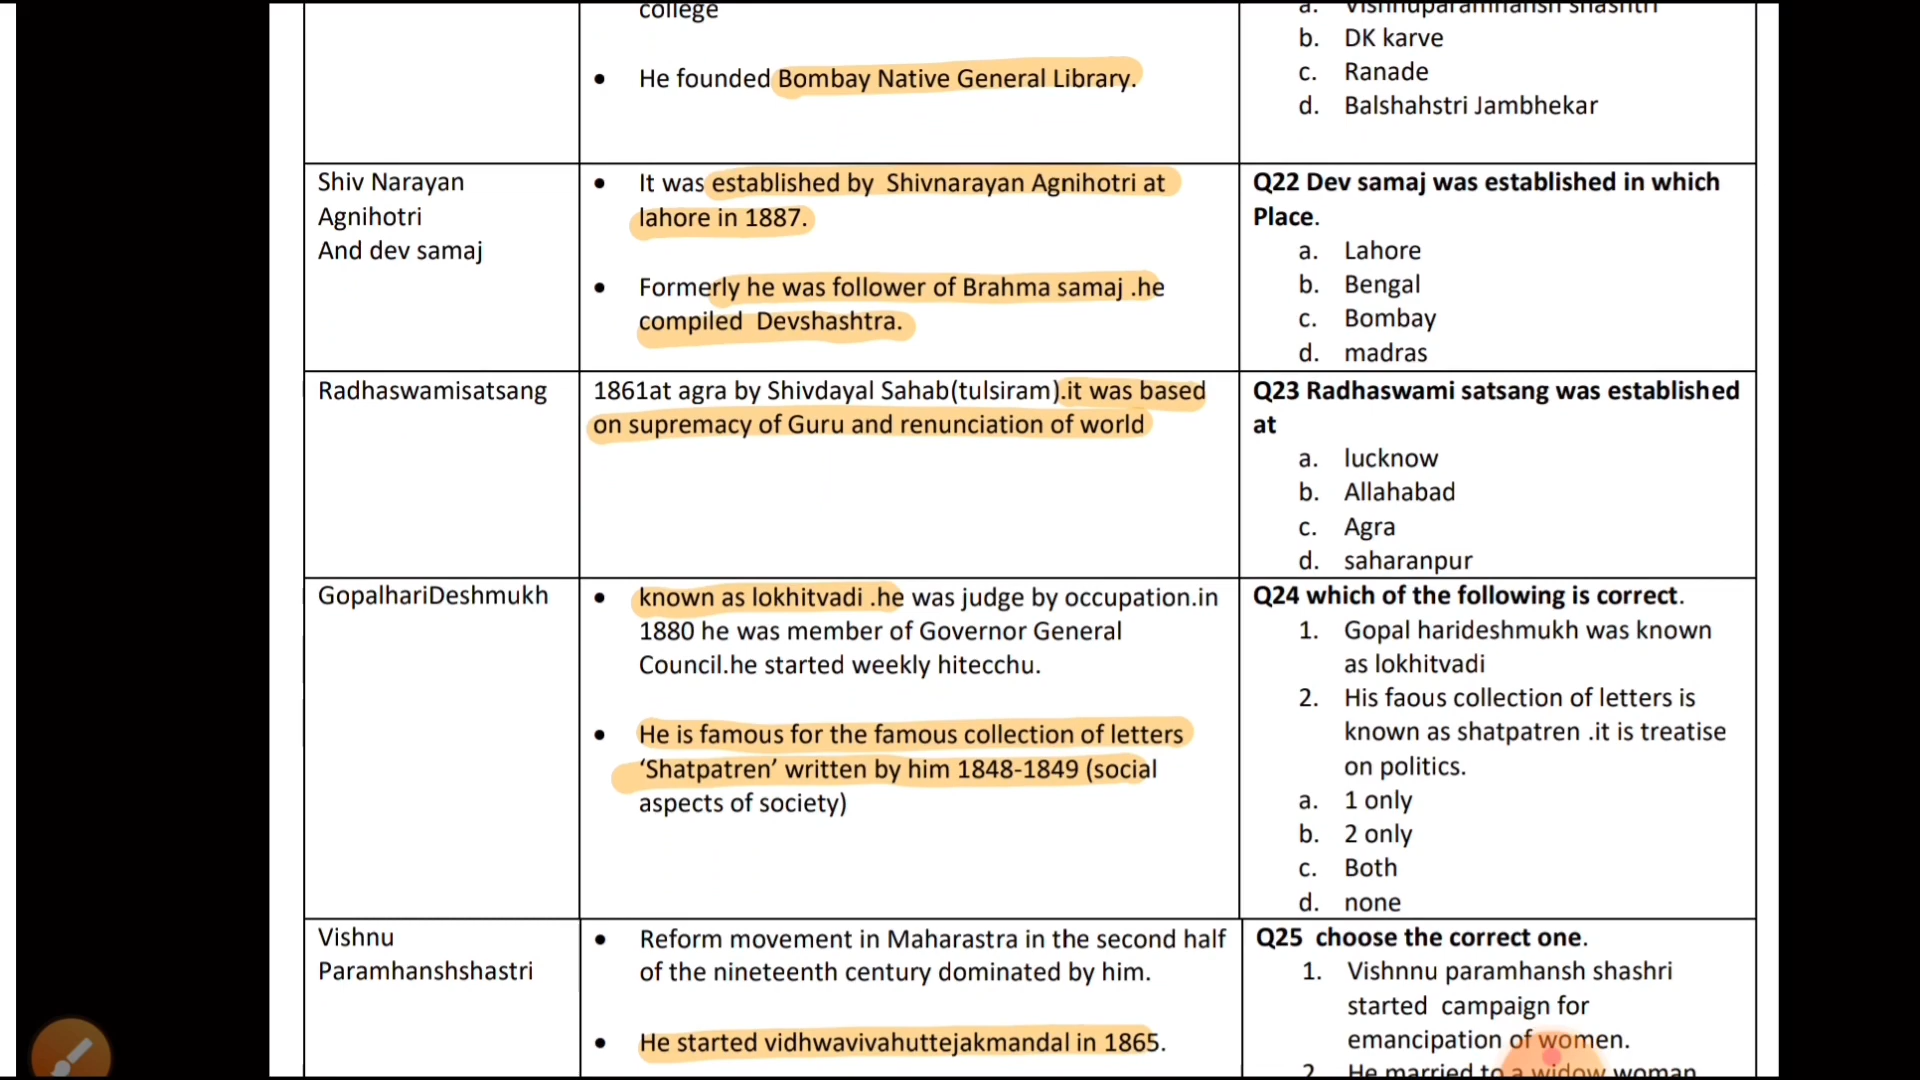 college
a. Vishnuparamhansh shashtri
b. DK karve
• He founded Bombay Native General Library.
c. Ranade
d. Balshahstri Jambhekar
Shiv Narayan
Agnihotri
And dev samaj
• It was established by Shivnarayan Agnihotri at
lahore in 1887.
• Formerly he was follower of Brahma samaj .he
compiled Devshashtra.
Q22 Dev samaj was established in which
Place.
a. Lahore
b. Bengal
c. Bombay
d. madras
Radhaswamisatsang
1861at agra by Shivdayal Sahab(tulsiram).it was based
on supremacy of Guru and renunciation of world
Q23 Radhaswami satsang was established
at
a. lucknow
b. Allahabad
c. Agra
d. saharanpur
GopalhariDeshmukh
• known as lokhitvadi .he was judge by occupation.in
1880 he was member of Governor General
Council.he started weekly hitecchu.
• He is famous for the famous collection of letters
‘Shatpatren’ written by him 1848-1849 (social
aspects of society)
Q24 which of the following is correct.
1. Gopal harideshmukh was known
as lokhitvadi
2. His faous collection of letters is
known as shatpatren .it is treatise
on politics.
a. 1 only
b. 2 only
c. Both
d. none
Vishnu
Paramhanshshastri
• Reform movement in Maharastra in the second half
of the nineteenth century dominated by him.
• He started vidhwavivahuttejakmandal in 1865.
Q25 choose the correct one.
1. Vishnnu paramhansh shashri
started campaign for
emancipation of women.
2. He married to a widow woman